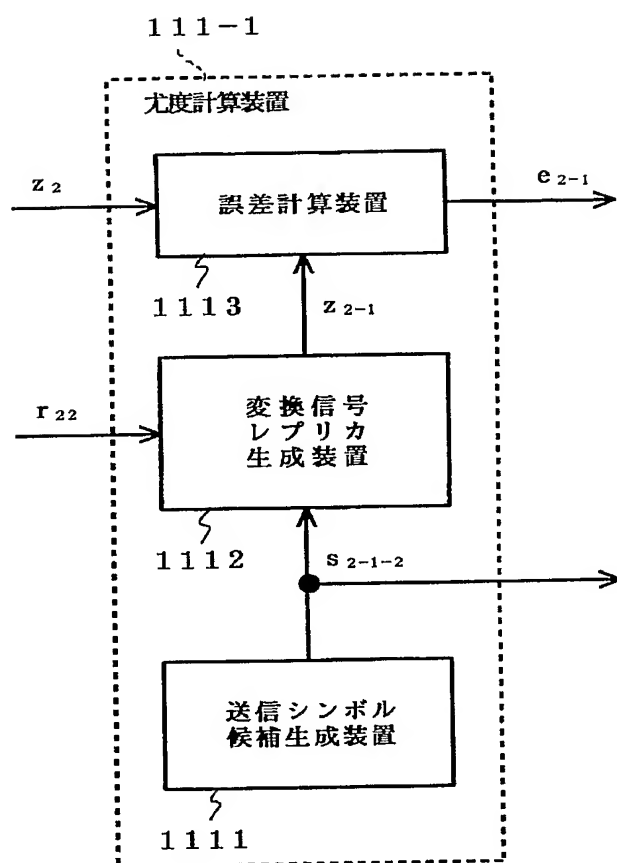 111-1
尤度計算装置
z2
誤差計算装置
e2-1
1113
z2-1
r22
変換信号
レプリカ
生成装置
1112
s2-1-2
送信シンボル
候補生成装置
1111